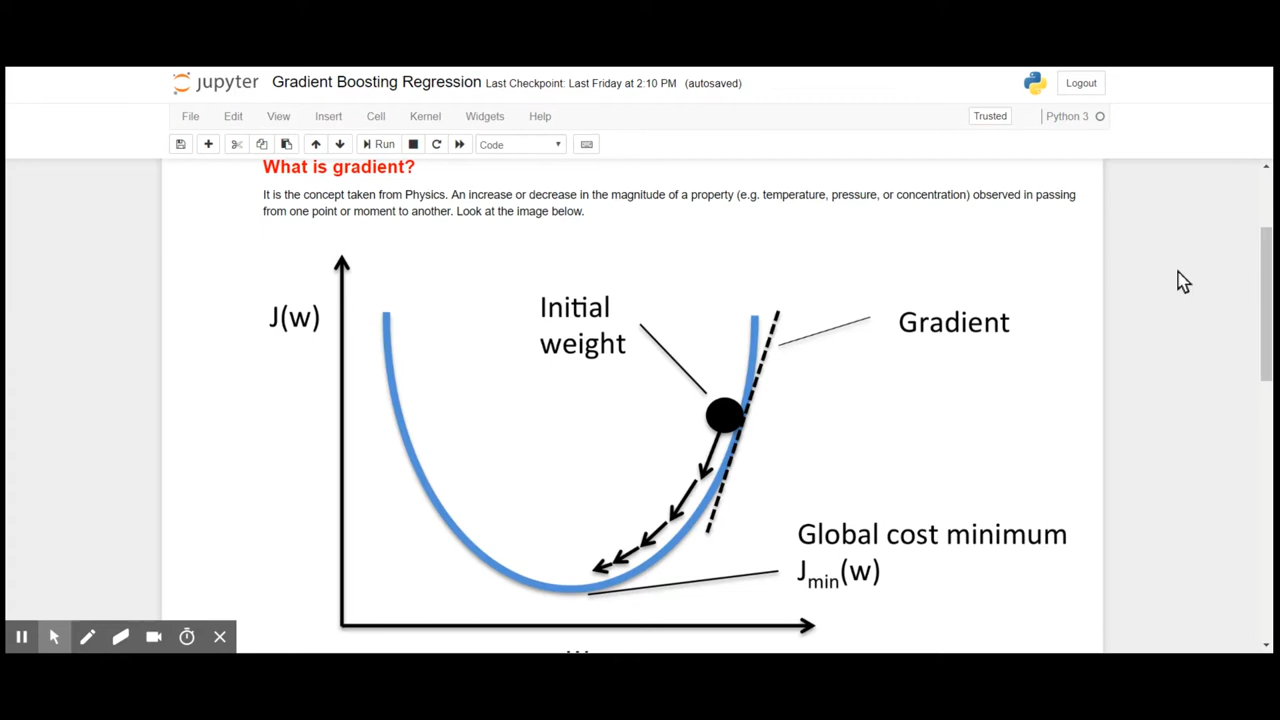 jupyter Gradient Boosting Regression Last Checkpoint: Last Friday at 2:10 PM (autosaved) Logout
File Edit View Insert Cell Kernel Widgets Help Trusted Python 3
Run Code
What is gradient?
It is the concept taken from Physics. An increase or decrease in the magnitude of a property (e.g. temperature, pressure, or concentration) observed in passing
from one point or moment to another. Look at the image below.
J(w)
Initial
weight
Gradient
Global cost minimum
Jmin(w)